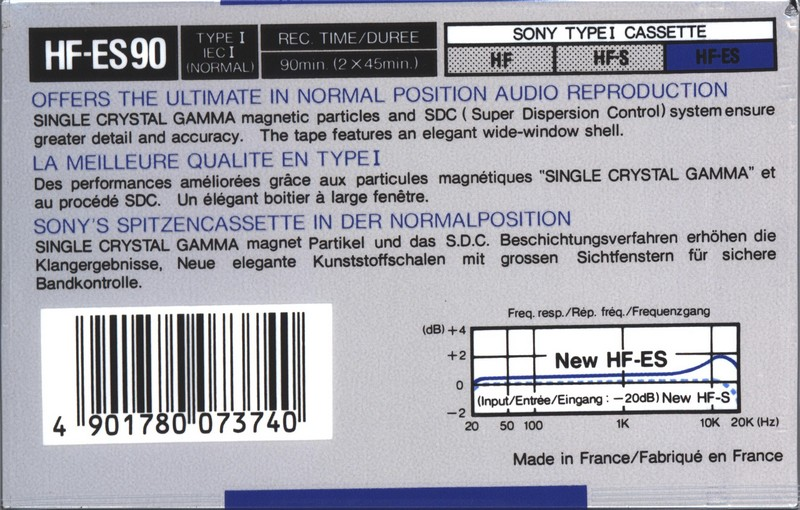 HF-ES90
TYPE I
IEC I
(NORMAL)
REC. TIME/DUREE
90min. (2×45min.)
SONY TYPE I CASSETTE
HF HF-S HF-ES
OFFERS THE ULTIMATE IN NORMAL POSITION AUDIO REPRODUCTION
SINGLE CRYSTAL GAMMA magnetic particles and SDC (Super Dispersion Control) system ensure
greater detail and accuracy. The tape features an elegant wide-window shell.
LA MEILLEURE QUALITE EN TYPE I
Des performances améliorées grâce aux particules magnétiques "SINGLE CRYSTAL GAMMA" et
au procédé SDC. Un élégant boitier à large fenêtre.
SONY'S SPITZENCASSETTE IN DER NORMALPOSITION
SINGLE CRYSTAL GAMMA magnet Partikel und das S.D.C. Beschichtungsverfahren erhöhen die
Klangergebnisse, Neue elegante Kunststoffschalen mit grossen Sichtfenstern für sichere
Bandkontrolle.
4 901780 073740
Freq. resp./Rép. fréq./Frequenzgang
(dB) +4
+2
0
−2
New HF-ES
(Input/Entrée/Eingang : −20dB) New HF-S
20 50 100 1K 10K 20K (Hz)
Made in France/Fabriqué en France